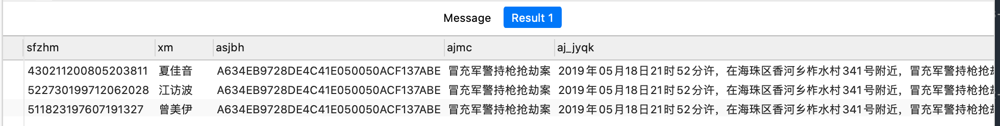 Message Result 1
sfzhm xm asjbh ajmc aj_jyqk
430211200805203811 夏佳音 A634EB9728DE4C41E050050ACF137ABE 冒充军警持枪抢劫案 2019年05月18日21时52分许，在海珠区香河乡柞水村341号附近，冒充军警持枪抢劫
522730199712062028 江访波 A634EB9728DE4C41E050050ACF137ABE 冒充军警持枪抢劫案 2019年05月18日21时52分许，在海珠区香河乡柞水村341号附近，冒充军警持枪抢劫
511823197607191327 曾美伊 A634EB9728DE4C41E050050ACF137ABE 冒充军警持枪抢劫案 2019年05月18日21时52分许，在海珠区香河乡柞水村341号附近，冒充军警持枪抢劫